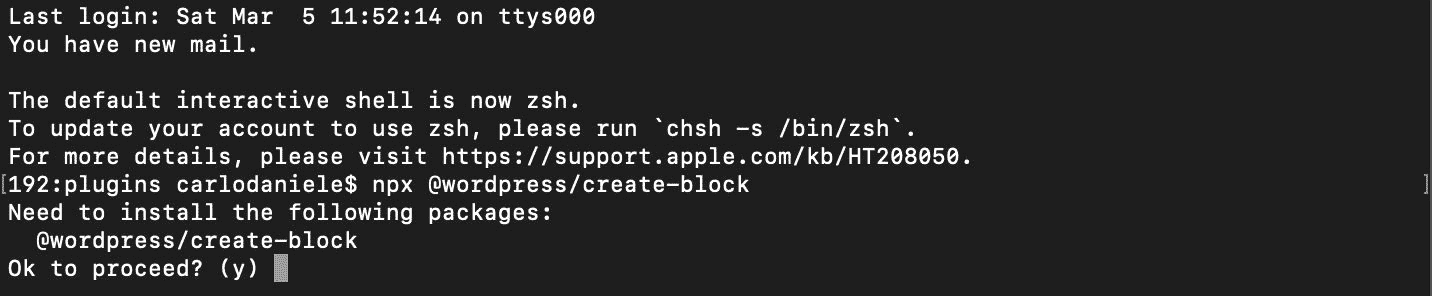 Last login: Sat Mar  5 11:52:14 on ttys000
You have new mail.

The default interactive shell is now zsh.
To update your account to use zsh, please run `chsh -s /bin/zsh`.
For more details, please visit https://support.apple.com/kb/HT208050.
[192:plugins carlodaniele$ npx @wordpress/create-block ]
Need to install the following packages:
  @wordpress/create-block
Ok to proceed? (y)